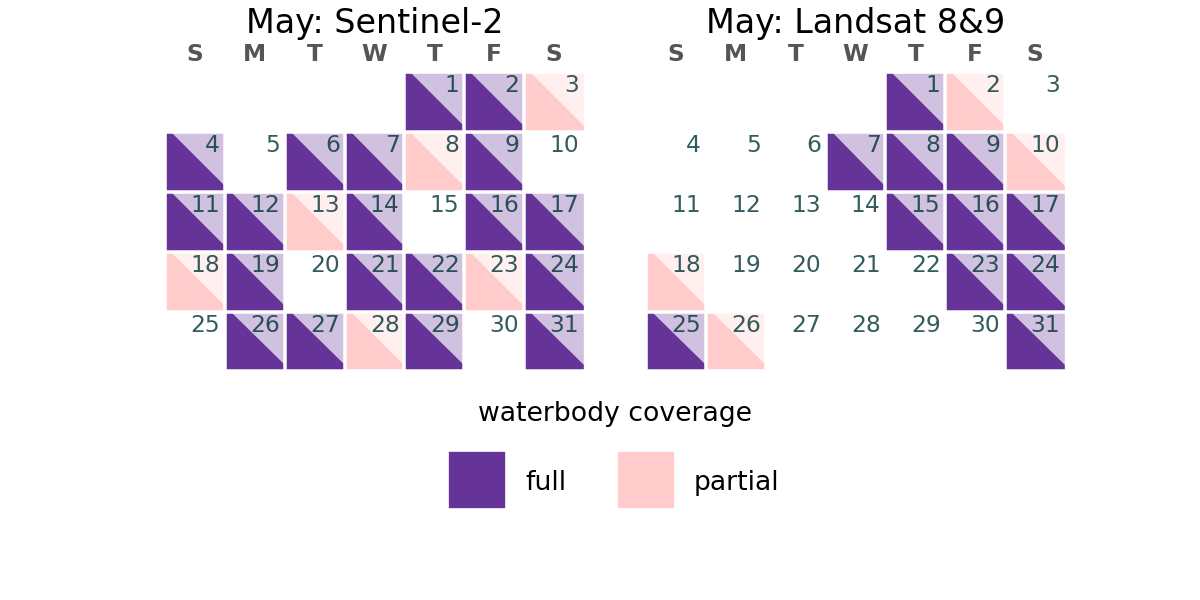 May: Sentinel-2
S M T W T F S
1 2 3
4 5 6 7 8 9 10
11 12 13 14 15 16 17
18 19 20 21 22 23 24
25 26 27 28 29 30 31
May: Landsat 8&9
S M T W T F S
1 2 3
4 5 6 7 8 9 10
11 12 13 14 15 16 17
18 19 20 21 22 23 24
25 26 27 28 29 30 31
waterbody coverage
full partial